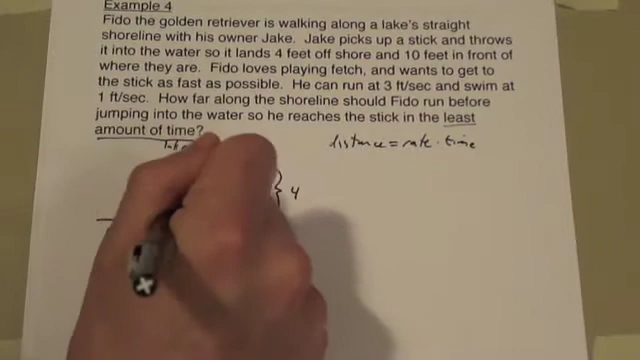 Example 4
Fido the golden retriever is walking along a lake's straight
shoreline with his owner Jake. Jake picks up a stick and throws
it into the water so it lands 4 feet off shore and 10 feet in front of
where they are. Fido loves playing fetch, and wants to get to
the stick as fast as possible. He can run at 3 ft/sec and swim at
1 ft/sec. How far along the shoreline should Fido run before
jumping into the water so he reaches the stick in the least
amount of time?
distance = rate · time
4